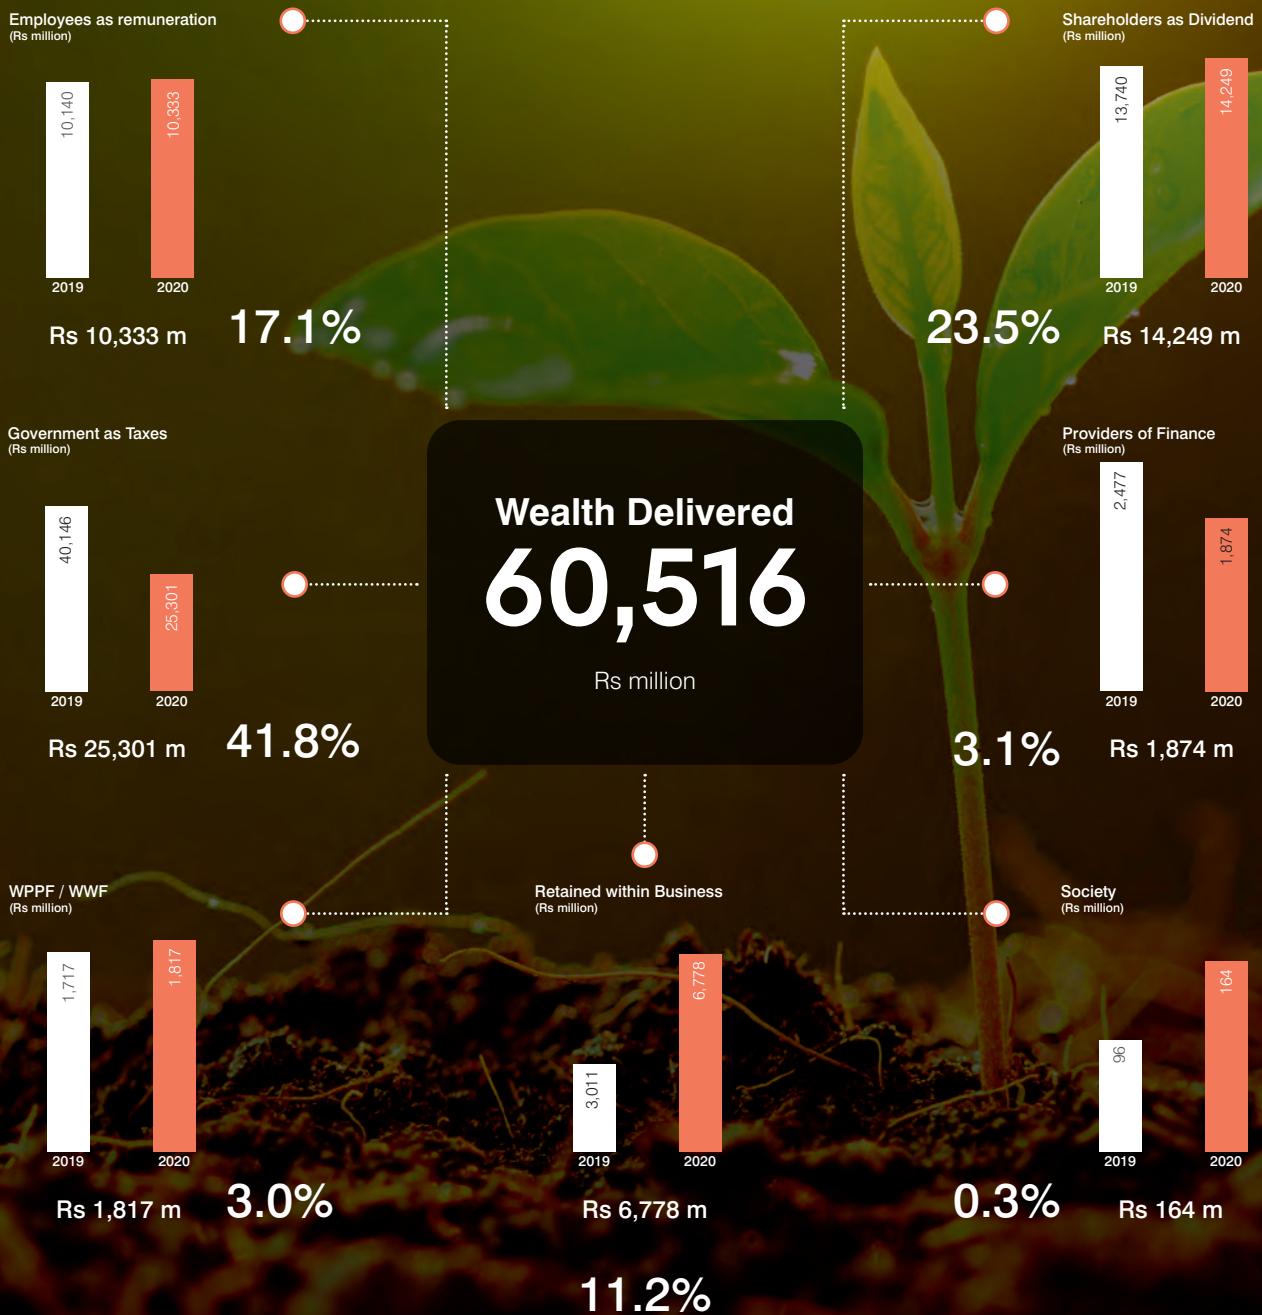 Employees as remuneration
(Rs million)
10,140
10,333
2019
2020
Rs 10,333 m
17.1%
Shareholders as Dividend
(Rs million)
13,740
14,249
2019
2020
23.5%
Rs 14,249 m
Government as Taxes
(Rs million)
40,146
25,301
2019
2020
Rs 25,301 m
41.8%
Wealth Delivered
60,516
Rs million
Providers of Finance
(Rs million)
2,477
1,874
2019
2020
3.1%
Rs 1,874 m
WPPF / WWF
(Rs million)
1,717
1,817
2019
2020
Rs 1,817 m
3.0%
Retained within Business
(Rs million)
3,011
6,778
2019
2020
Rs 6,778 m
11.2%
Society
(Rs million)
96
164
2019
2020
0.3%
Rs 164 m